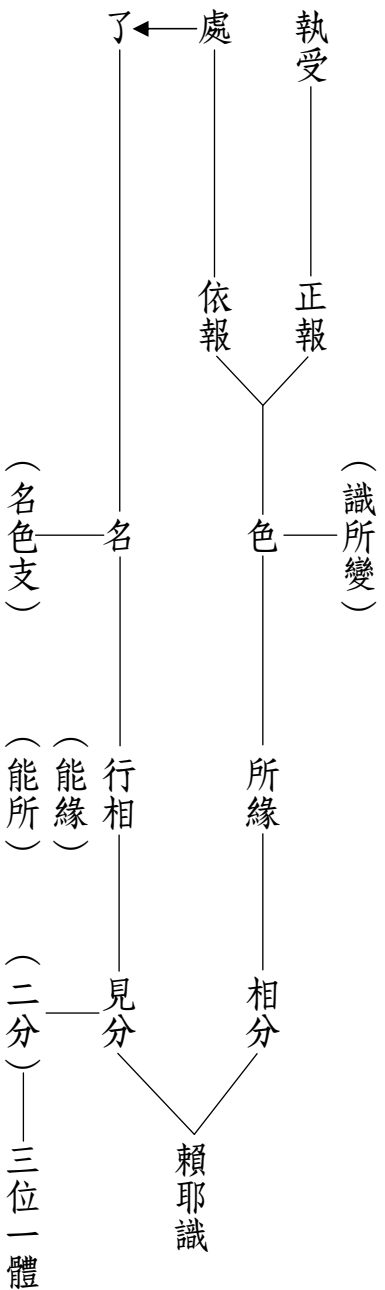 執受
正報
處
依報
了
（識所變）
色
名
（名色支）
所緣
行相
（能緣）
（能所）
相分
見分
（二分）
賴耶識
三位一體